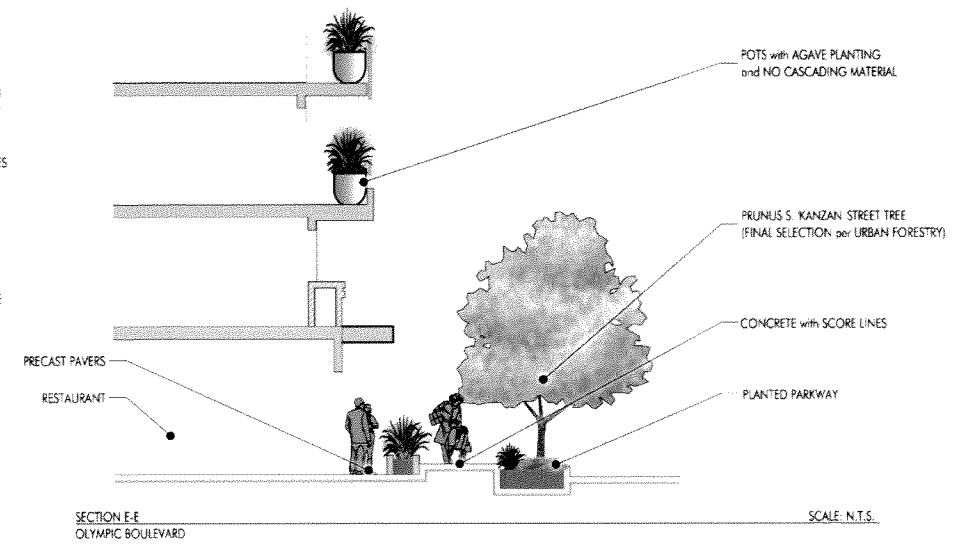 POTS with AGAVE PLANTING
and NO CASCADING MATERIAL
ES
PRUNUS S. 'KANZAN' STREET TREE
(FINAL SELECTION per URBAN FORESTRY)
CONCRETE with SCORE LINES
PRECAST PAVERS
RESTAURANT
PLANTED PARKWAY
SECTION E-E
SCALE: N.T.S.
OLYMPIC BOULEVARD